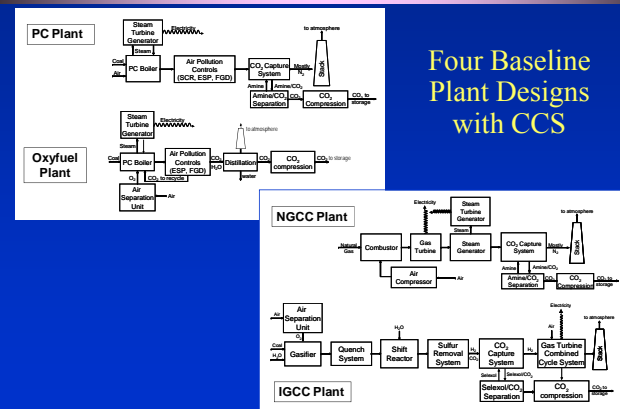 Four Baseline
Plant Designs
with CCS
PC Plant
Steam
Turbine
Generator
Electricity
Steam
Coal
Air
PC Boiler
Air Pollution
Controls
(SCR, ESP, FGD)
CO2 Capture
System
Mostly
N2
to atmosphere
Stack
Amine
Amine/CO2
Amine/CO2
Separation
CO2
CO2
Compression
CO2 to
storage
Oxyfuel
Plant
Steam
Turbine
Generator
Electricity
Steam
Coal
PC Boiler
Air Pollution
Controls
(ESP, FGD)
CO2
H2O
to atmosphere
Distillation
CO2
CO2
compression
CO2 to storage
water
O2
CO2 to recycle
Air
Separation
Unit
Air
NGCC Plant
Electricity
Steam
Turbine
Generator
Steam
Natural
Gas
Combustor
Gas
Turbine
Steam
Generator
CO2 Capture
System
Mostly
N2
to atmosphere
Stack
Air
Compressor
Air
Amine
Amine/CO2
Amine/CO2
Separation
CO2
CO2
Compression
CO2 to
storage
IGCC Plant
Air
Air
Separation
Unit
O2
Coal
H2O
Gasifier
Quench
System
H2O
Shift
Reactor
Sulfur
Removal
System
H2
CO2
CO2
Capture
System
H2
Electricity
Air
Gas Turbine
Combined
Cycle System
to atmosphere
Stack
Selexol
Selexol/CO2
Selexol/CO2
Separation
CO2
compression
CO2 to
storage